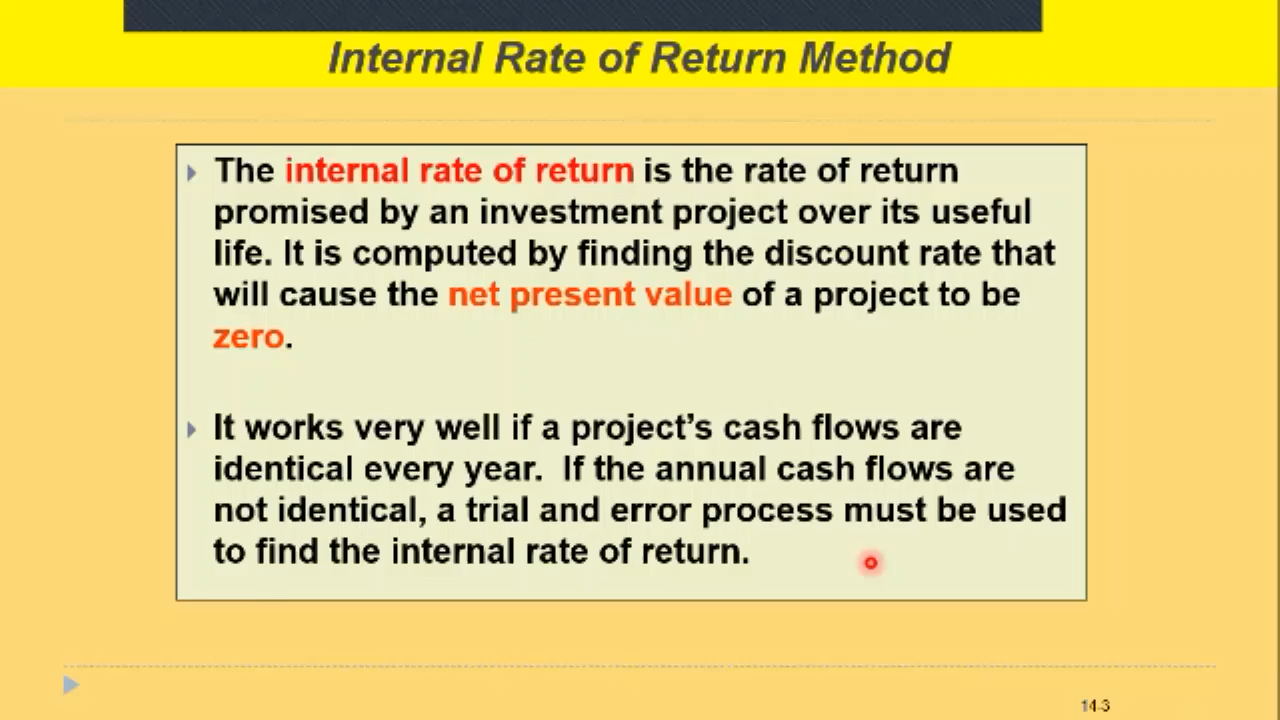 Internal Rate of Return Method
The internal rate of return is the rate of return
promised by an investment project over its useful
life. It is computed by finding the discount rate that
will cause the net present value of a project to be
zero.
It works very well if a project’s cash flows are
identical every year.  If the annual cash flows are
not identical, a trial and error process must be used
to find the internal rate of return.
14-3